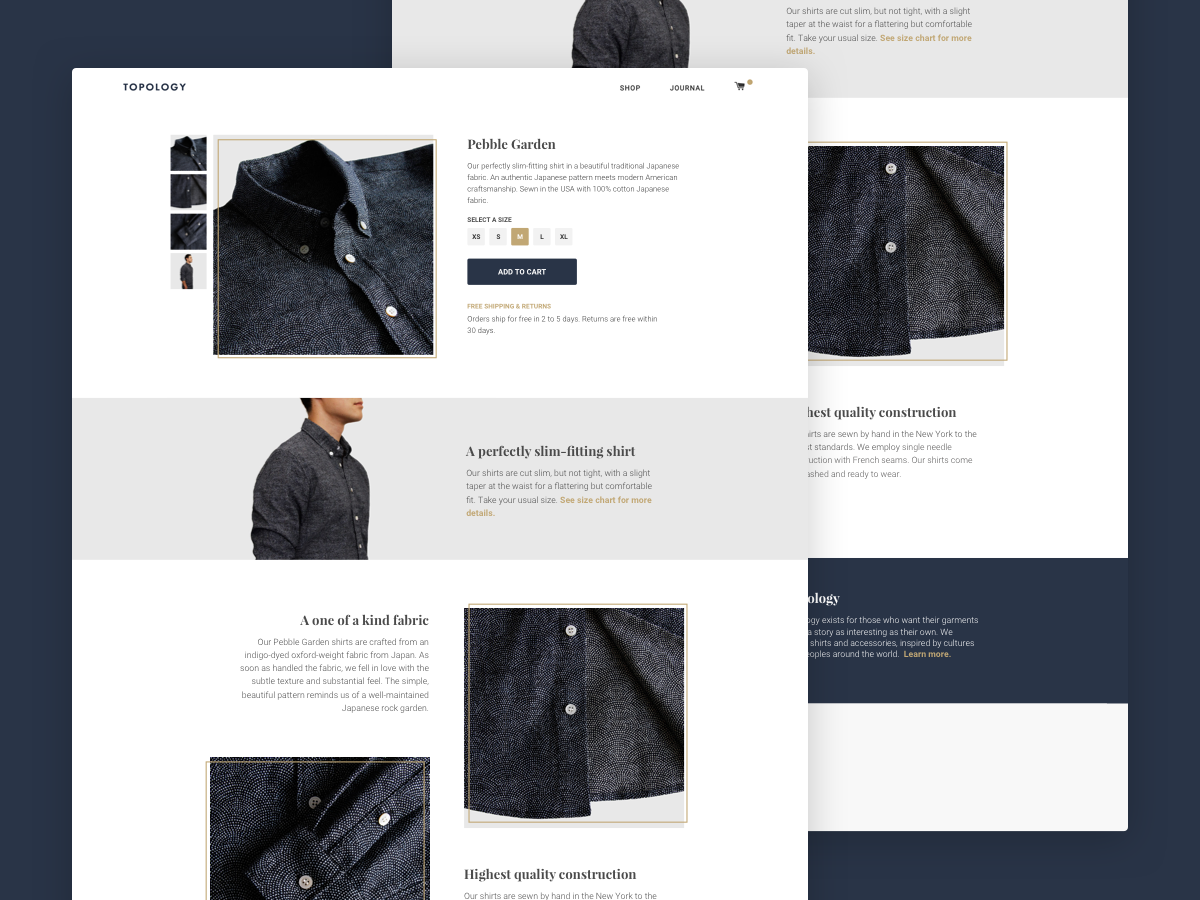 TOPOLOGY
SHOP
JOURNAL
Pebble Garden
Our perfectly slim-fitting shirt in a beautiful traditional Japanese
fabric. An authentic Japanese pattern meets modern American
craftsmanship. Sewn in the USA with 100% cotton Japanese
fabric.
SELECT A SIZE
XS S M L XL
ADD TO CART
FREE SHIPPING & RETURNS
Orders ship for free in 2 to 5 days. Returns are free within
30 days.
A perfectly slim-fitting shirt
Our shirts are cut slim, but not tight, with a slight
taper at the waist for a flattering but comfortable
fit. Take your usual size. See size chart for more
details.
A one of a kind fabric
Our Pebble Garden shirts are crafted from an
indigo-dyed oxford-weight fabric from Japan. As
soon as handled the fabric, we fell in love with the
subtle texture and substantial feel. The simple,
beautiful pattern reminds us of a well-maintained
Japanese rock garden.
Highest quality construction
Our shirts are sewn by hand in the New York to the
Our shirts are cut slim, but not tight, with a slight
taper at the waist for a flattering but comfortable
fit. Take your usual size. See size chart for more
details.
hest quality construction
irts are sewn by hand in the New York to the
t standards. We employ single needle
uction with French seams. Our shirts come
ashed and ready to wear.
ology
ogy exists for those who want their garments
a story as interesting as their own. We
shirts and accessories, inspired by cultures
eoples around the world. Learn more.